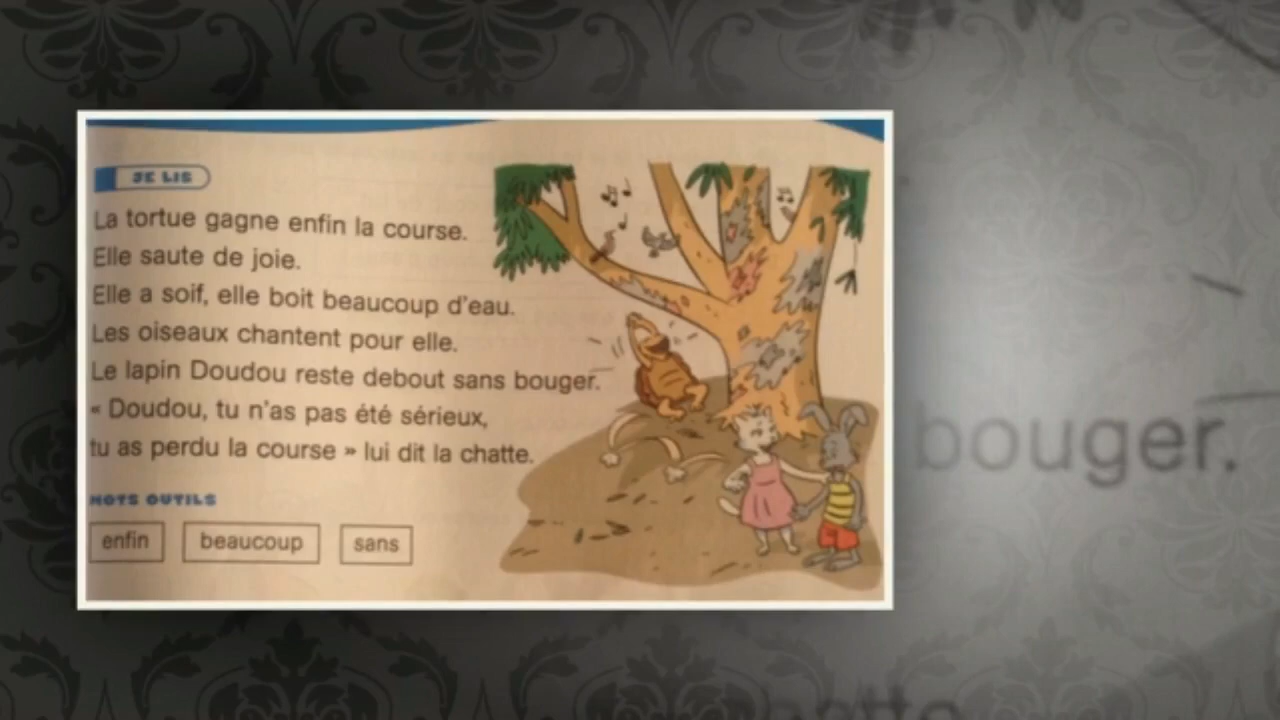 JE LIS
La tortue gagne enfin la course.
Elle saute de joie.
Elle a soif, elle boit beaucoup d'eau.
Les oiseaux chantent pour elle.
Le lapin Doudou reste debout sans bouger.
« Doudou, tu n'as pas été sérieux,
tu as perdu la course » lui dit la chatte.
MOTS OUTILS
enfin beaucoup sans
bouger.